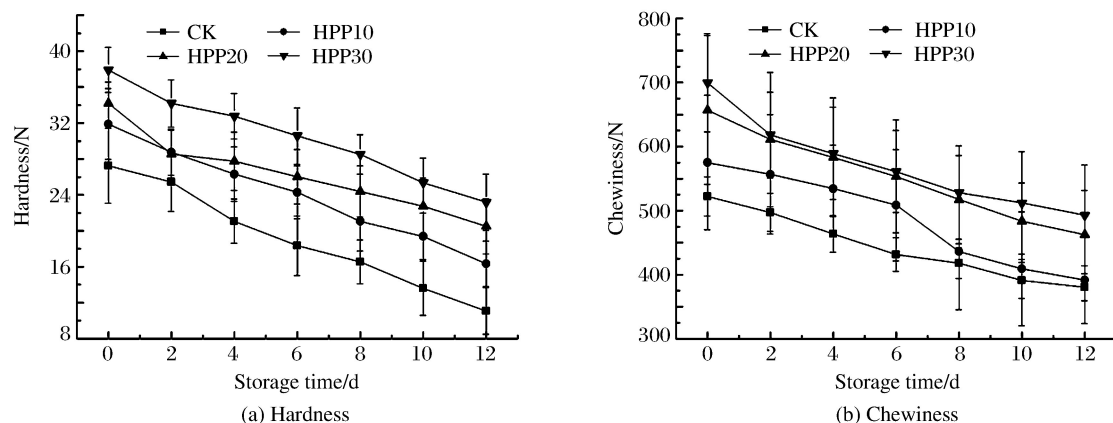 CK
HPP10
HPP20
HPP30
40
32
24
16
8
Hardness/N
0 2 4 6 8 10 12
Storage time/d
(a) Hardness
CK
HPP10
HPP20
HPP30
800
700
600
500
400
300
Chewiness/N
0 2 4 6 8 10 12
Storage time/d
(b) Chewiness